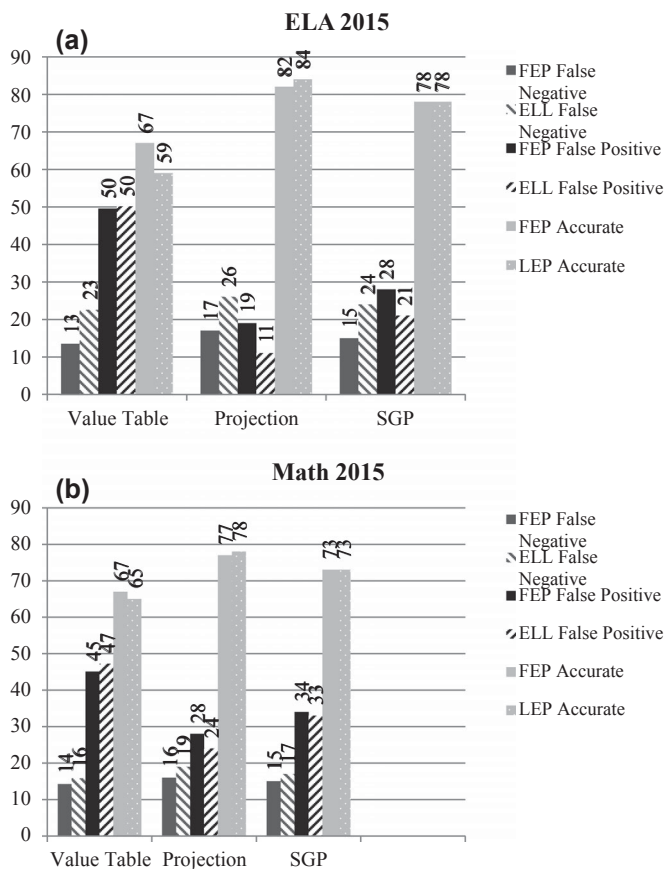 ELA 2015
(a)
90
80
70
60
50
40
30
20
10
0
13
23
50
50
67
59
17
26
19
11
82
84
15
24
28
21
78
78
Value Table
Projection
SGP
FEP False
Negative
ELL False
Negative
FEP False Positive
ELL False Positive
FEP Accurate
LEP Accurate
Math 2015
(b)
90
80
70
60
50
40
30
20
10
0
14
16
45
47
67
65
16
19
28
24
77
78
15
17
34
33
73
73
Value Table
Projection
SGP
FEP False
Negative
ELL False
Negative
FEP False Positive
ELL False Positive
FEP Accurate
LEP Accurate